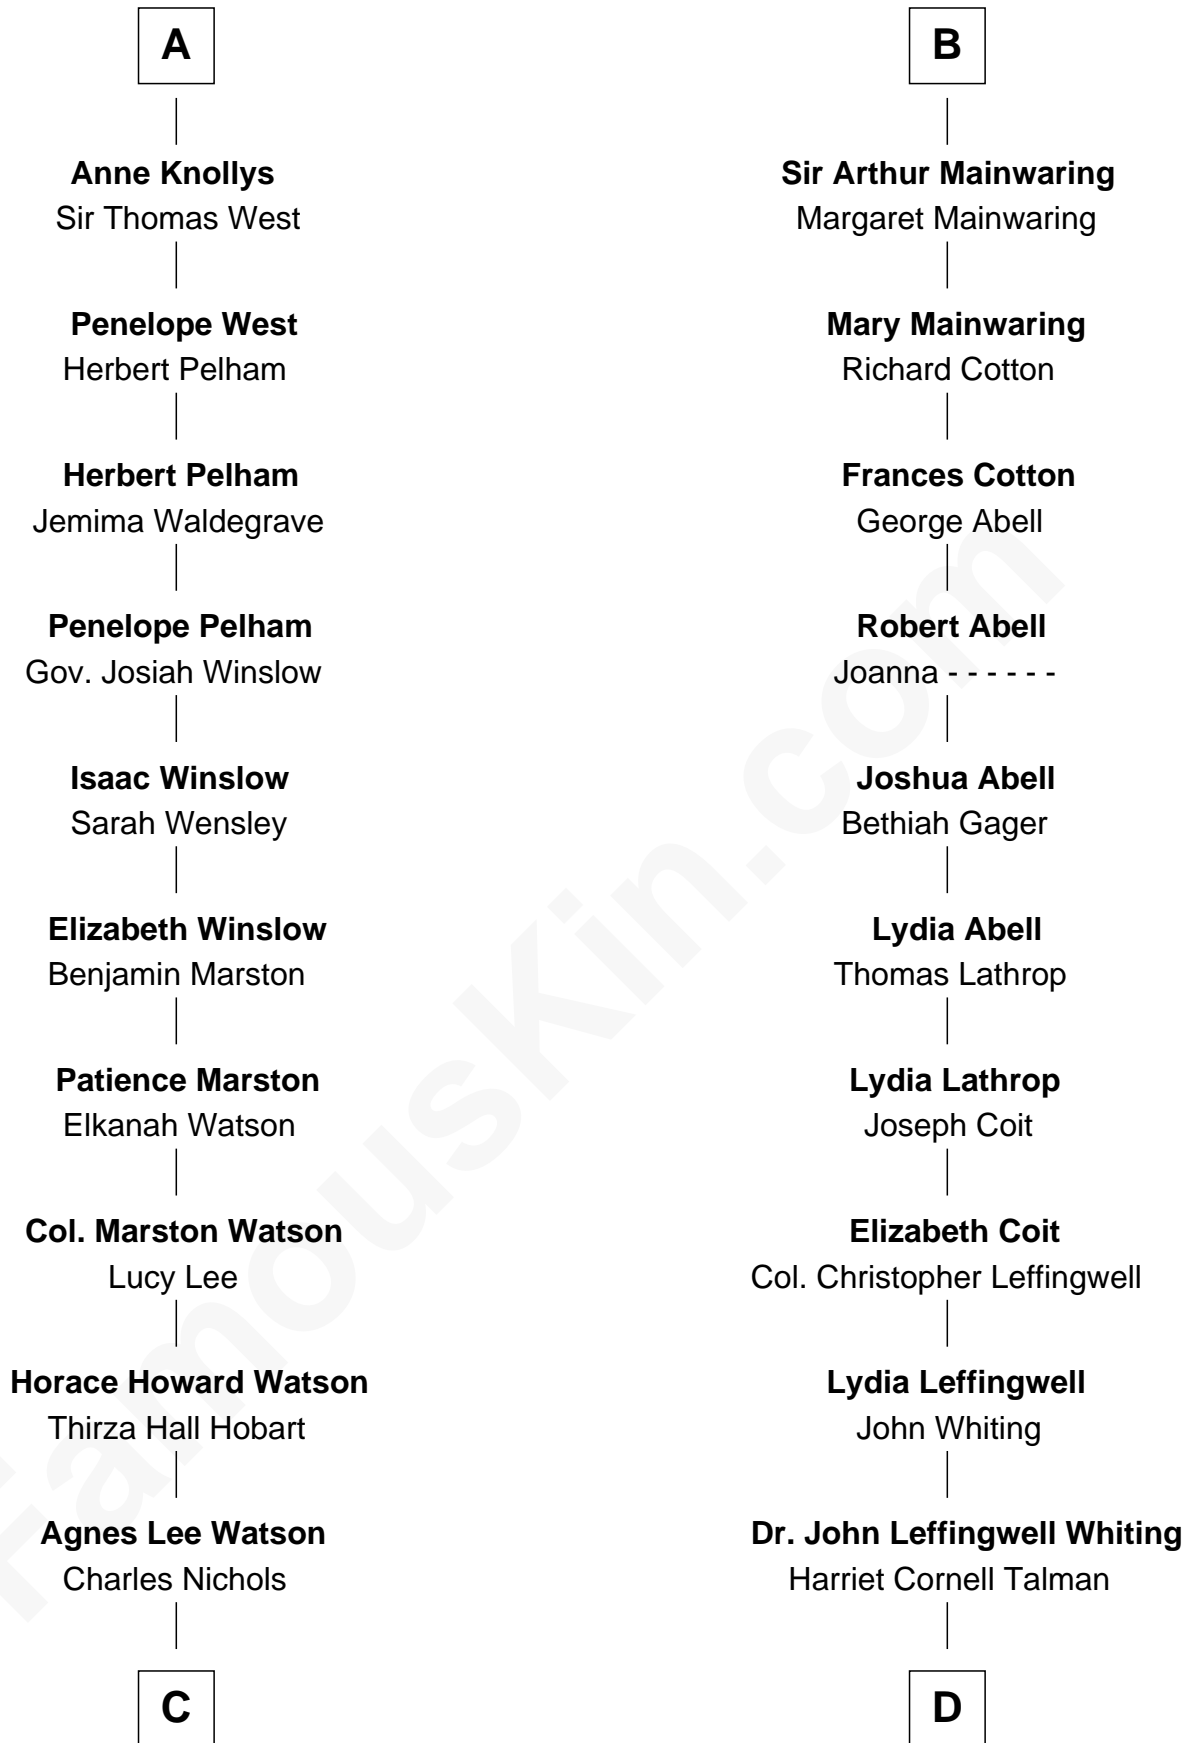 A
Anne Knollys
Sir Thomas West
Penelope West
Herbert Pelham
Herbert Pelham
Jemima Waldegrave
Penelope Pelham
Gov. Josiah Winslow
Isaac Winslow
Sarah Wensley
Elizabeth Winslow
Benjamin Marston
Patience Marston
Elkanah Watson
Col. Marston Watson
Lucy Lee
Horace Howard Watson
Thirza Hall Hobart
Agnes Lee Watson
Charles Nichols
C
B
Sir Arthur Mainwaring
Margaret Mainwaring
Mary Mainwaring
Richard Cotton
Frances Cotton
George Abell
Robert Abell
Joanna - - - - - -
Joshua Abell
Bethiah Gager
Lydia Abell
Thomas Lathrop
Lydia Lathrop
Joseph Coit
Elizabeth Coit
Col. Christopher Leffingwell
Lydia Leffingwell
John Whiting
Dr. John Leffingwell Whiting
Harriet Cornell Talman
D
FamousKin.com